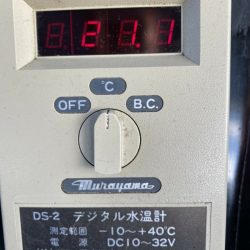 21.1
°C
OFF B.C.
Murayama
DS-2 デジタル水温計
測定範囲 -10~+40℃
電源 DC10~32V